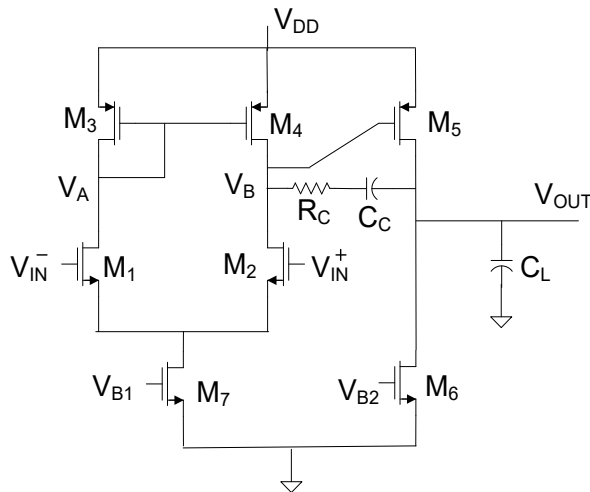 V_DD
M_3
M_4
M_5
V_A
V_B
R_C
C_C
V_OUT
V_IN^-
M_1
M_2
V_IN^+
C_L
V_B1
M_7
V_B2
M_6